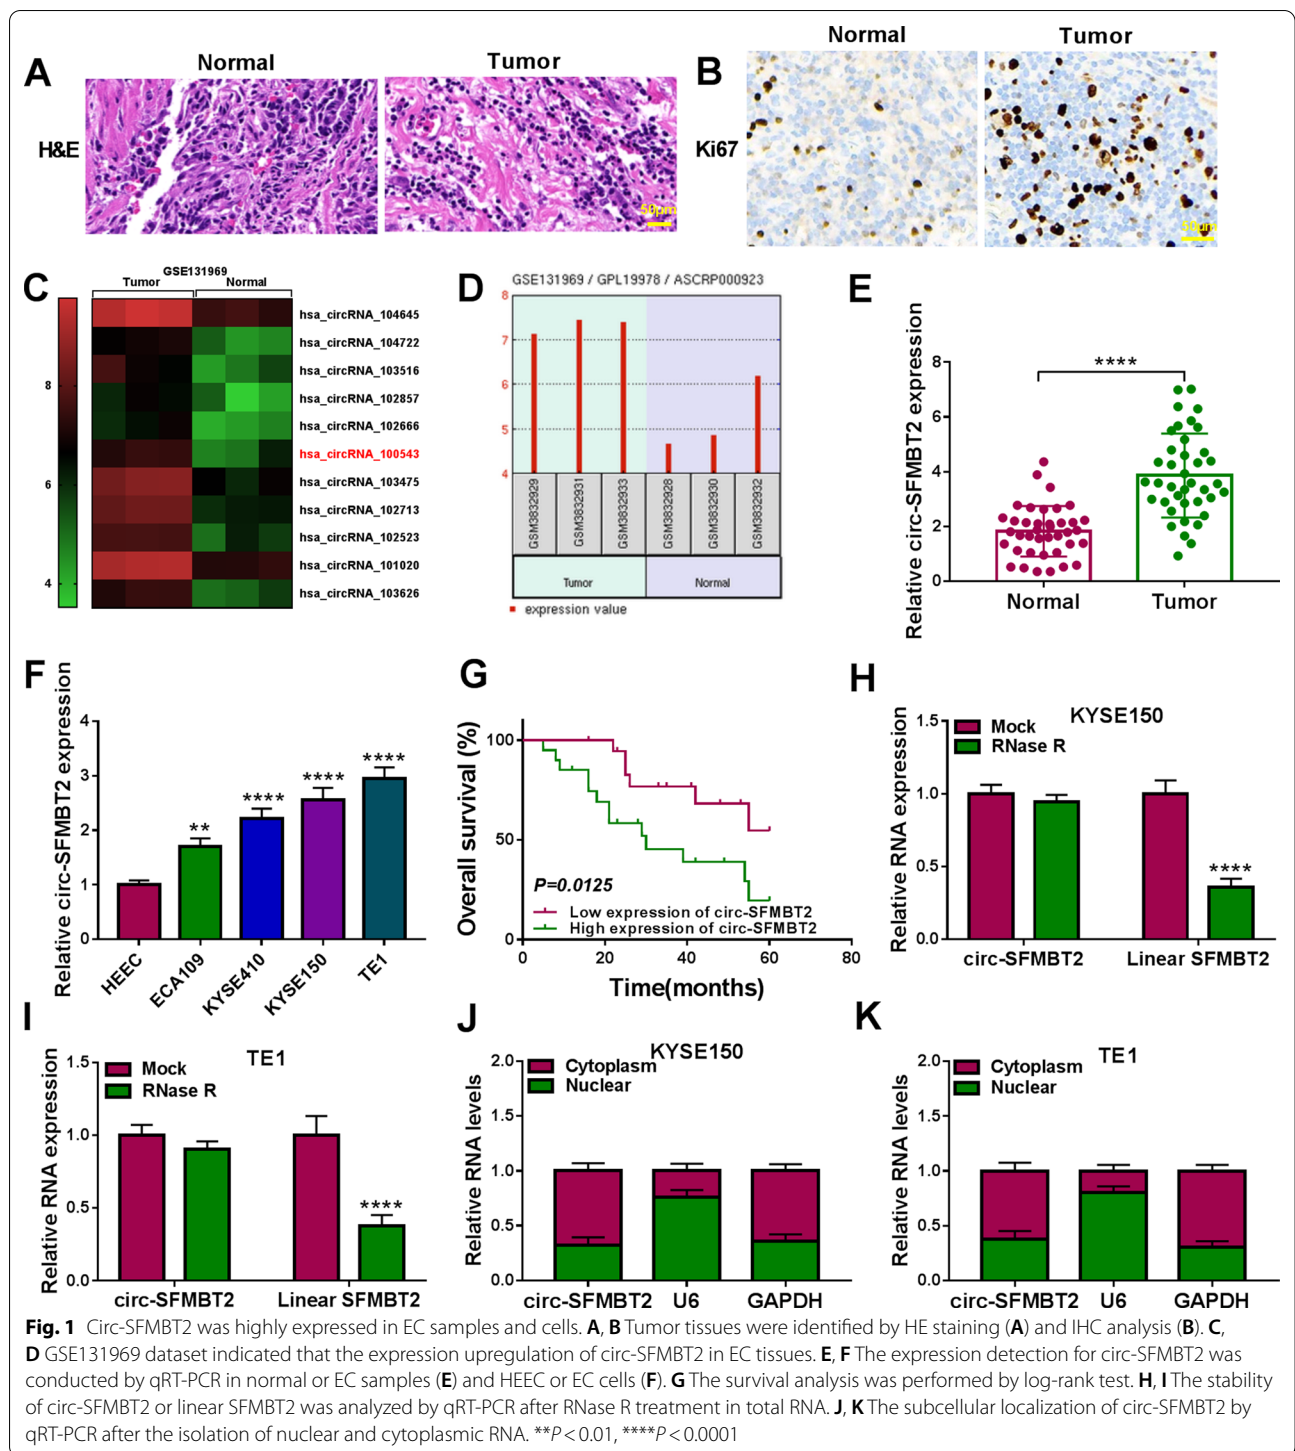 A
Normal
Tumor
H&E
50μm
B
Normal
Tumor
Ki67
50μm
C
GSE131969
Tumor
Normal
8
6
4
hsa_circRNA_104645
hsa_circRNA_104722
hsa_circRNA_103516
hsa_circRNA_102857
hsa_circRNA_102666
hsa_circRNA_100543
hsa_circRNA_103475
hsa_circRNA_102713
hsa_circRNA_102523
hsa_circRNA_101020
hsa_circRNA_103626
D
GSE131969 / GPL19978 / ASCRP000923
8
7
6
5
4
GSM3832929
GSM3832931
GSM3832933
GSM3832928
GSM3832930
GSM3832932
Tumor
Normal
expression value
E
Relative circ-SFMBT2 expression
8
6
4
2
0
****
Normal
Tumor
F
Relative circ-SFMBT2 expression
4
3
2
1
0
**
****
****
****
HEEC
ECA109
KYSE410
KYSE150
TE1
G
Overall survival (%)
100
50
0
P=0.0125
Low expression of circ-SFMBT2
High expression of circ-SFMBT2
0
20
40
60
80
Time(months)
H
KYSE150
Mock
RNase R
Relative RNA expression
1.5
1.0
0.5
0.0
****
circ-SFMBT2
Linear SFMBT2
I
TE1
Mock
RNase R
Relative RNA expression
1.5
1.0
0.5
0.0
****
circ-SFMBT2
Linear SFMBT2
J
KYSE150
Cytoplasm
Nuclear
Relative RNA levels
2.0
1.5
1.0
0.5
0.0
circ-SFMBT2
U6
GAPDH
K
TE1
Cytoplasm
Nuclear
Relative RNA levels
2.0
1.5
1.0
0.5
0.0
circ-SFMBT2
U6
GAPDH
Fig. 1 Circ-SFMBT2 was highly expressed in EC samples and cells. A, B Tumor tissues were identified by HE staining (A) and IHC analysis (B). C,
D GSE131969 dataset indicated that the expression upregulation of circ-SFMBT2 in EC tissues. E, F The expression detection for circ-SFMBT2 was
conducted by qRT-PCR in normal or EC samples (E) and HEEC or EC cells (F). G The survival analysis was performed by log-rank test. H, I The stability
of circ-SFMBT2 or linear SFMBT2 was analyzed by qRT-PCR after RNase R treatment in total RNA. J, K The subcellular localization of circ-SFMBT2 by
qRT-PCR after the isolation of nuclear and cytoplasmic RNA. **P < 0.01, ****P < 0.0001